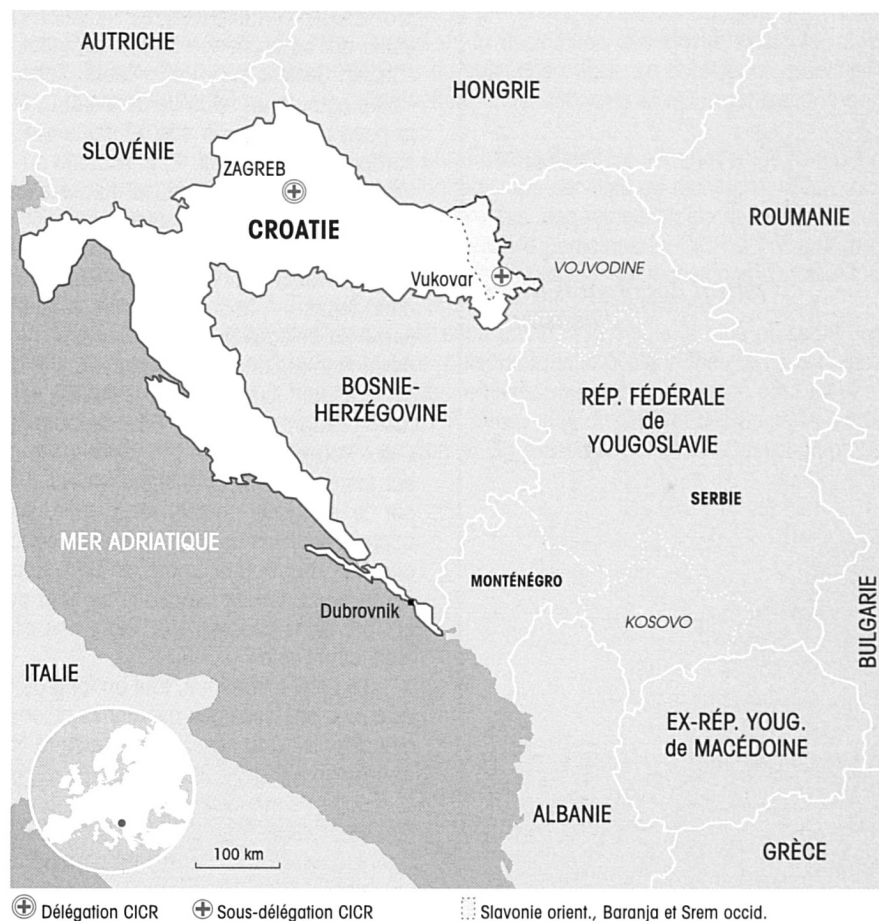 AUTRICHE
HONGRIE
SLOVÉNIE
ZAGREB
ROUMANIE
CROATIE
VOJVODINE
Vukovar
BOSNIE-
HERZÉGOVINE
RÉP. FÉDÉRALE
de
YOUGOSLAVIE
SERBIE
MER ADRIATIQUE
MONTÉNÉGRO
Dubrovnik
KOSOVO
BULGARIE
ITALIE
EX-RÉP. YOUG.
de MACÉDOINE
ALBANIE
100 km
GRÈCE
Délégation CICR
Sous-délégation CICR
Slavonie orient., Baranja et Srem occid.